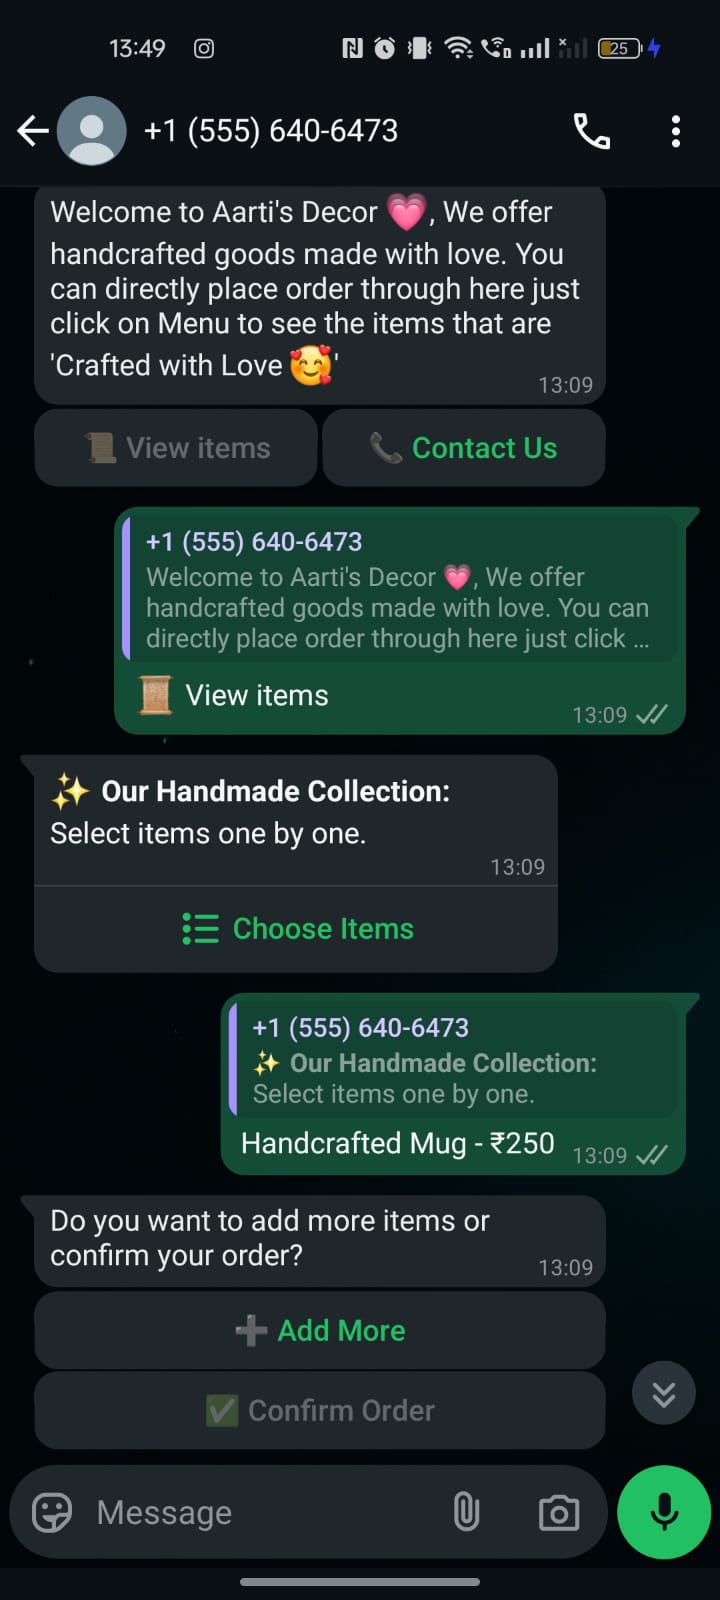 13:49
25
+1 (555) 640-6473
Welcome to Aarti's Decor 💗, We offer
handcrafted goods made with love. You
can directly place order through here just
click on Menu to see the items that are
'Crafted with Love 🥰'
13:09
📜 View items
📞 Contact Us
+1 (555) 640-6473
Welcome to Aarti's Decor 💗, We offer
handcrafted goods made with love. You can
directly place order through here just click ...
📜 View items
13:09
✨ Our Handmade Collection:
Select items one by one.
13:09
Choose Items
+1 (555) 640-6473
✨ Our Handmade Collection:
Select items one by one.
Handcrafted Mug - ₹250
13:09
Do you want to add more items or
confirm your order?
13:09
➕ Add More
✅ Confirm Order
Message